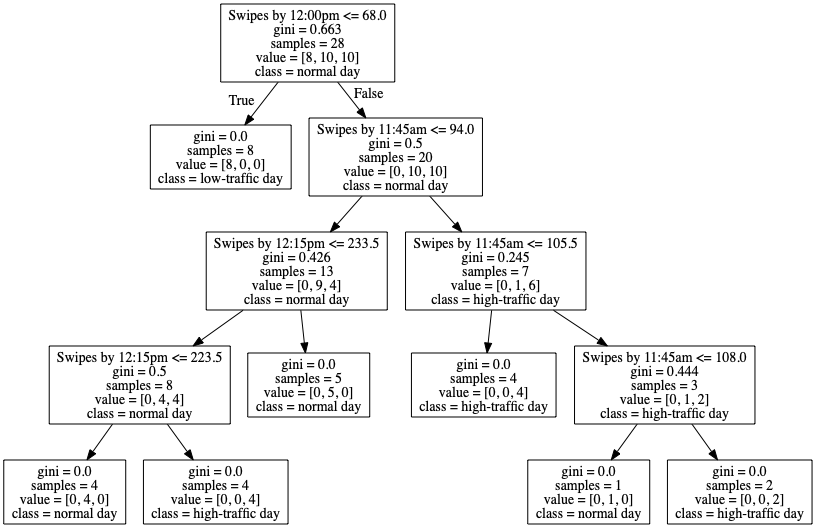 Swipes by 12:00pm <= 68.0
gini = 0.663
samples = 28
value = [8, 10, 10]
class = normal day
True
False
gini = 0.0
samples = 8
value = [8, 0, 0]
class = low-traffic day
Swipes by 11:45am <= 94.0
gini = 0.5
samples = 20
value = [0, 10, 10]
class = normal day
Swipes by 12:15pm <= 233.5
gini = 0.426
samples = 13
value = [0, 9, 4]
class = normal day
Swipes by 11:45am <= 105.5
gini = 0.245
samples = 7
value = [0, 1, 6]
class = high-traffic day
Swipes by 12:15pm <= 223.5
gini = 0.5
samples = 8
value = [0, 4, 4]
class = normal day
gini = 0.0
samples = 5
value = [0, 5, 0]
class = normal day
gini = 0.0
samples = 4
value = [0, 0, 4]
class = high-traffic day
Swipes by 11:45am <= 108.0
gini = 0.444
samples = 3
value = [0, 1, 2]
class = high-traffic day
gini = 0.0
samples = 4
value = [0, 4, 0]
class = normal day
gini = 0.0
samples = 4
value = [0, 0, 4]
class = high-traffic day
gini = 0.0
samples = 1
value = [0, 1, 0]
class = normal day
gini = 0.0
samples = 2
value = [0, 0, 2]
class = high-traffic day